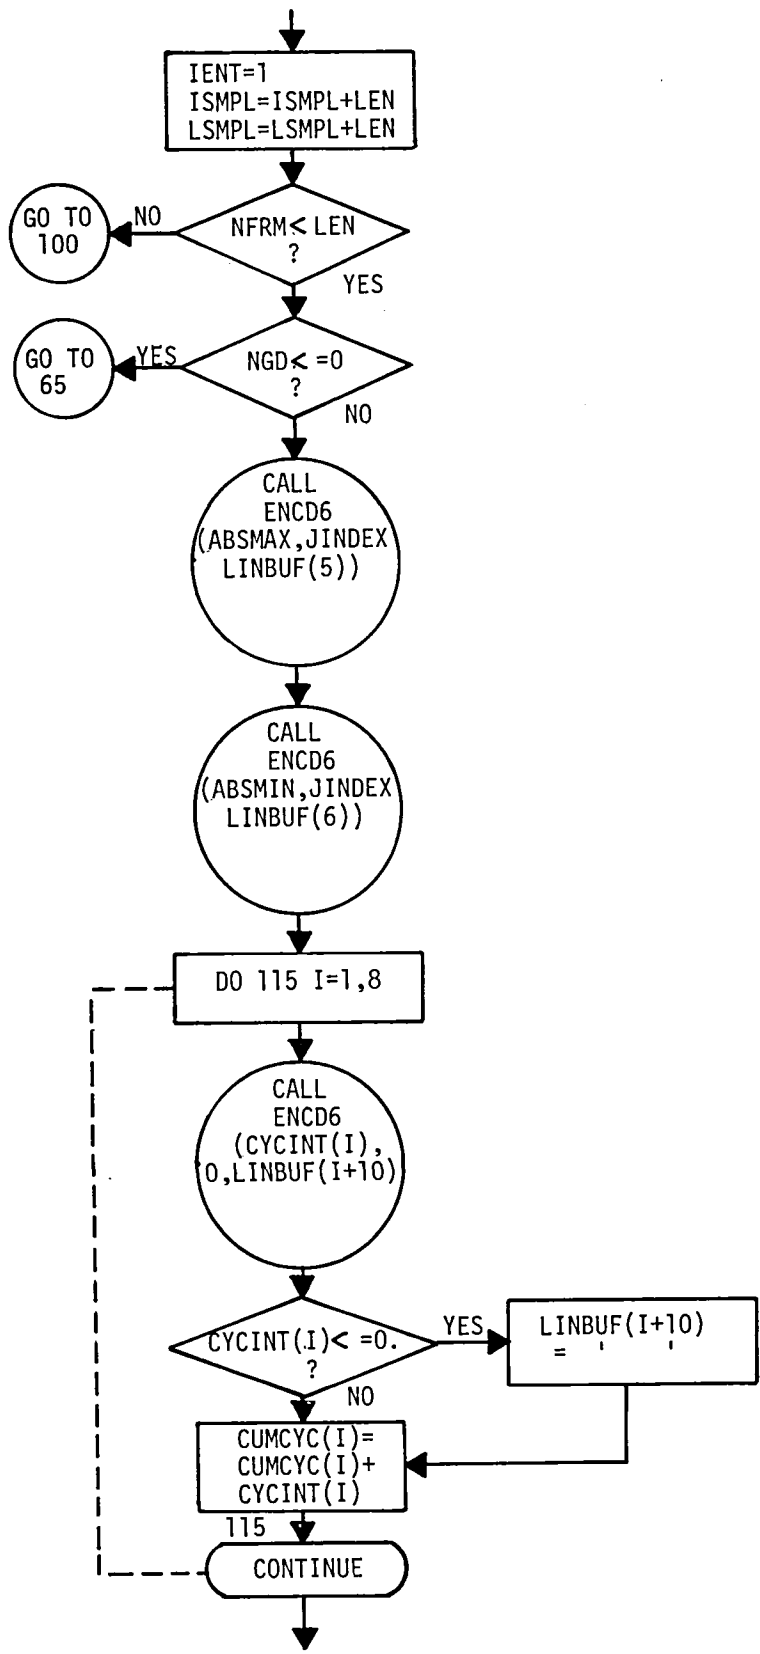 IENT=1
ISMPL=ISMPL+LEN
LSMPL=LSMPL+LEN
GO TO
100
NO
NFRM< LEN
?
YES
GO TO
65
YES
NGD< =0
?
NO
CALL
ENCD6
(ABSMAX,JINDEX
LINBUF(5))
CALL
ENCD6
(ABSMIN,JINDEX
LINBUF(6))
DO 115 I=1,8
CALL
ENCD6
(CYCINT(I),
0,LINBUF(I+10)
CYCINT(I)< =0.
?
YES
LINBUF(I+10)
= ' '
NO
CUMCYC(I)=
CUMCYC(I)+
CYCINT(I)
115
CONTINUE